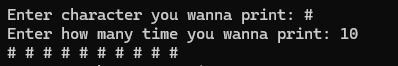 Enter character you wanna print: #
Enter how many time you wanna print: 10
# # # # # # # # # #